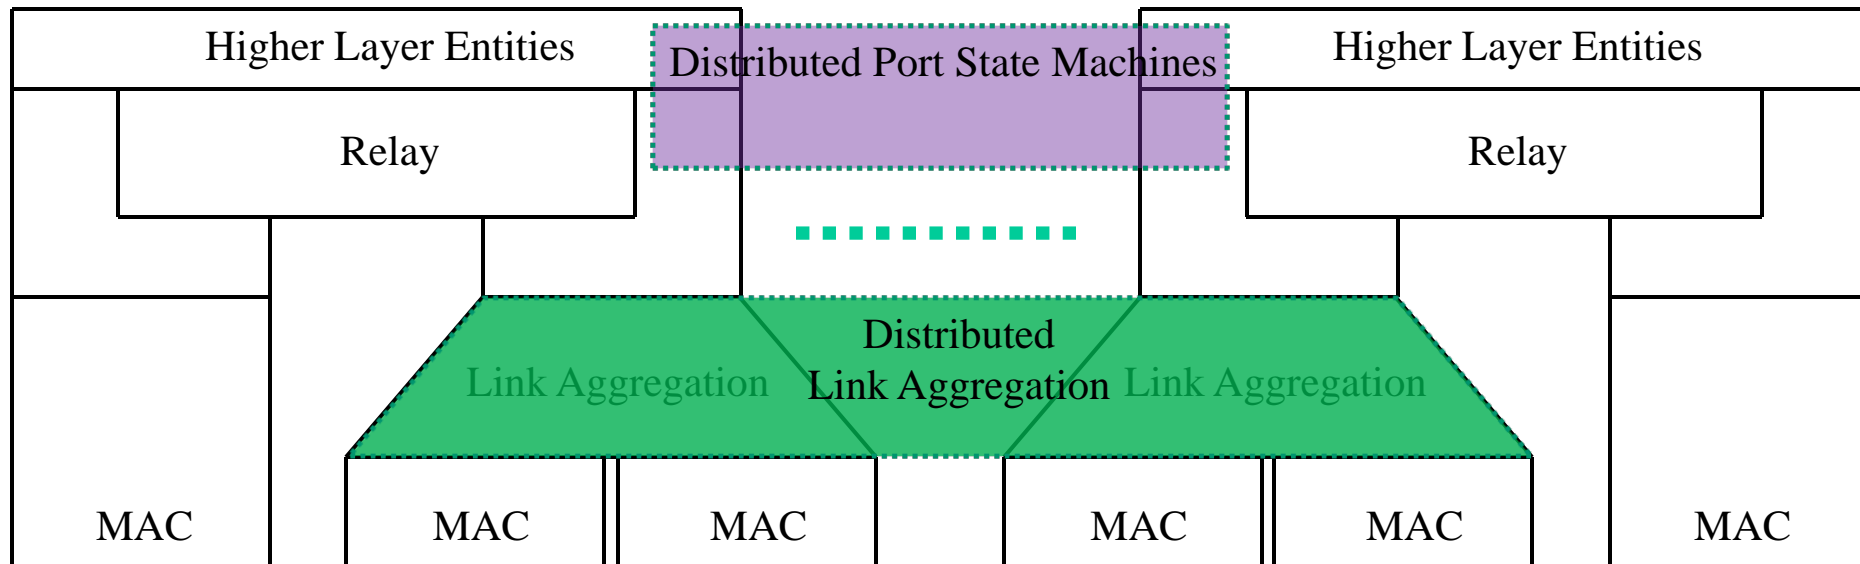 Higher Layer Entities
Distributed Port State Machines
Higher Layer Entities
Relay
Relay
Distributed
Link Aggregation
Link Aggregation
Link Aggregation
MAC
MAC
MAC
MAC
MAC
MAC